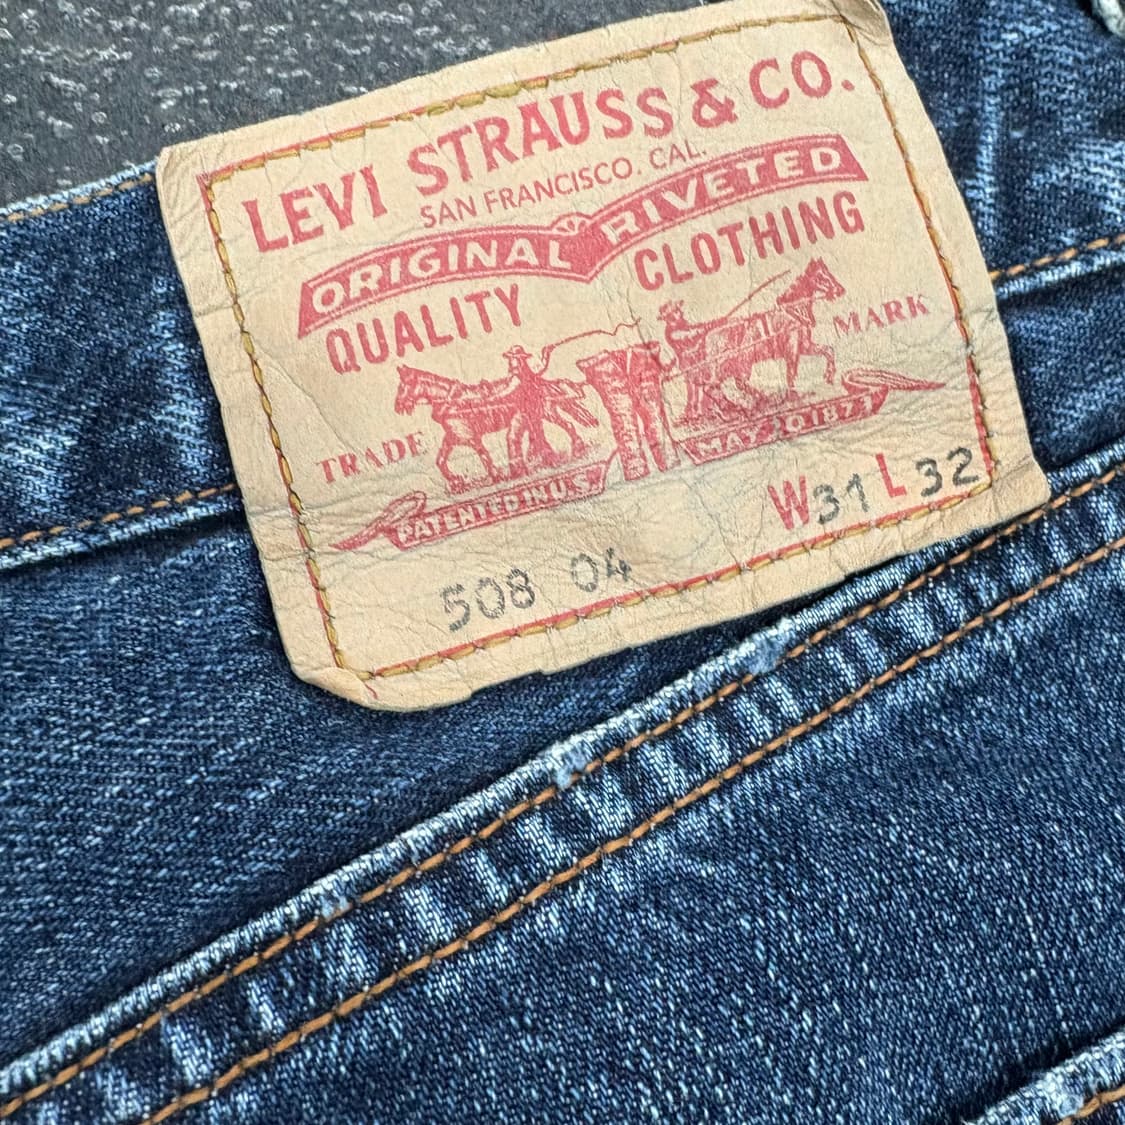 LEVI STRAUSS & CO.
SAN FRANCISCO. CAL.
ORIGINAL RIVETED
QUALITY CLOTHING
TRADE MARK
PATENTED IN U.S. MAY 20 1873
W31 L 32
508 04